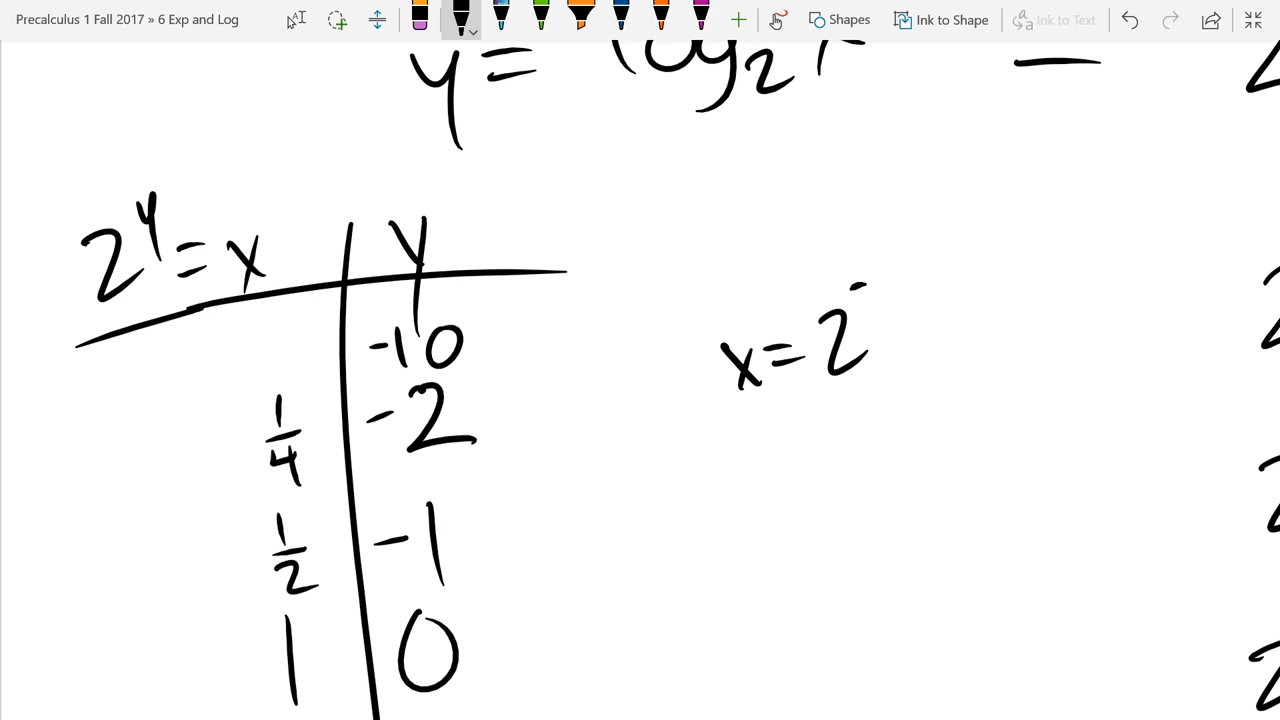 Precalculus 1 Fall 2017 » 6 Exp and Log
Shapes
Ink to Shape
Ink to Text
y = log₂
2^y = x | y
-10
x = 2⁻
1/4 | -2
1/2 | -1
1 | 0